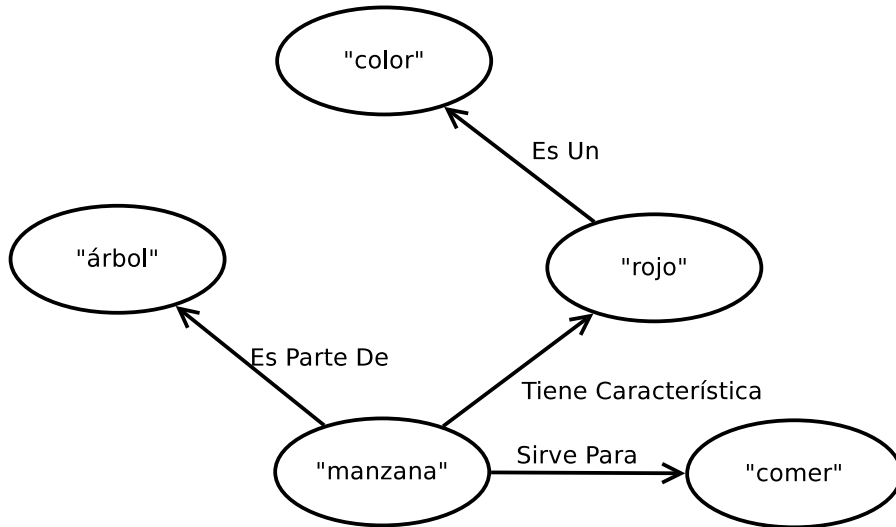 "color"
Es Un
"árbol"
"rojo"
Es Parte De
Tiene Característica
Sirve Para
"manzana"
"comer"